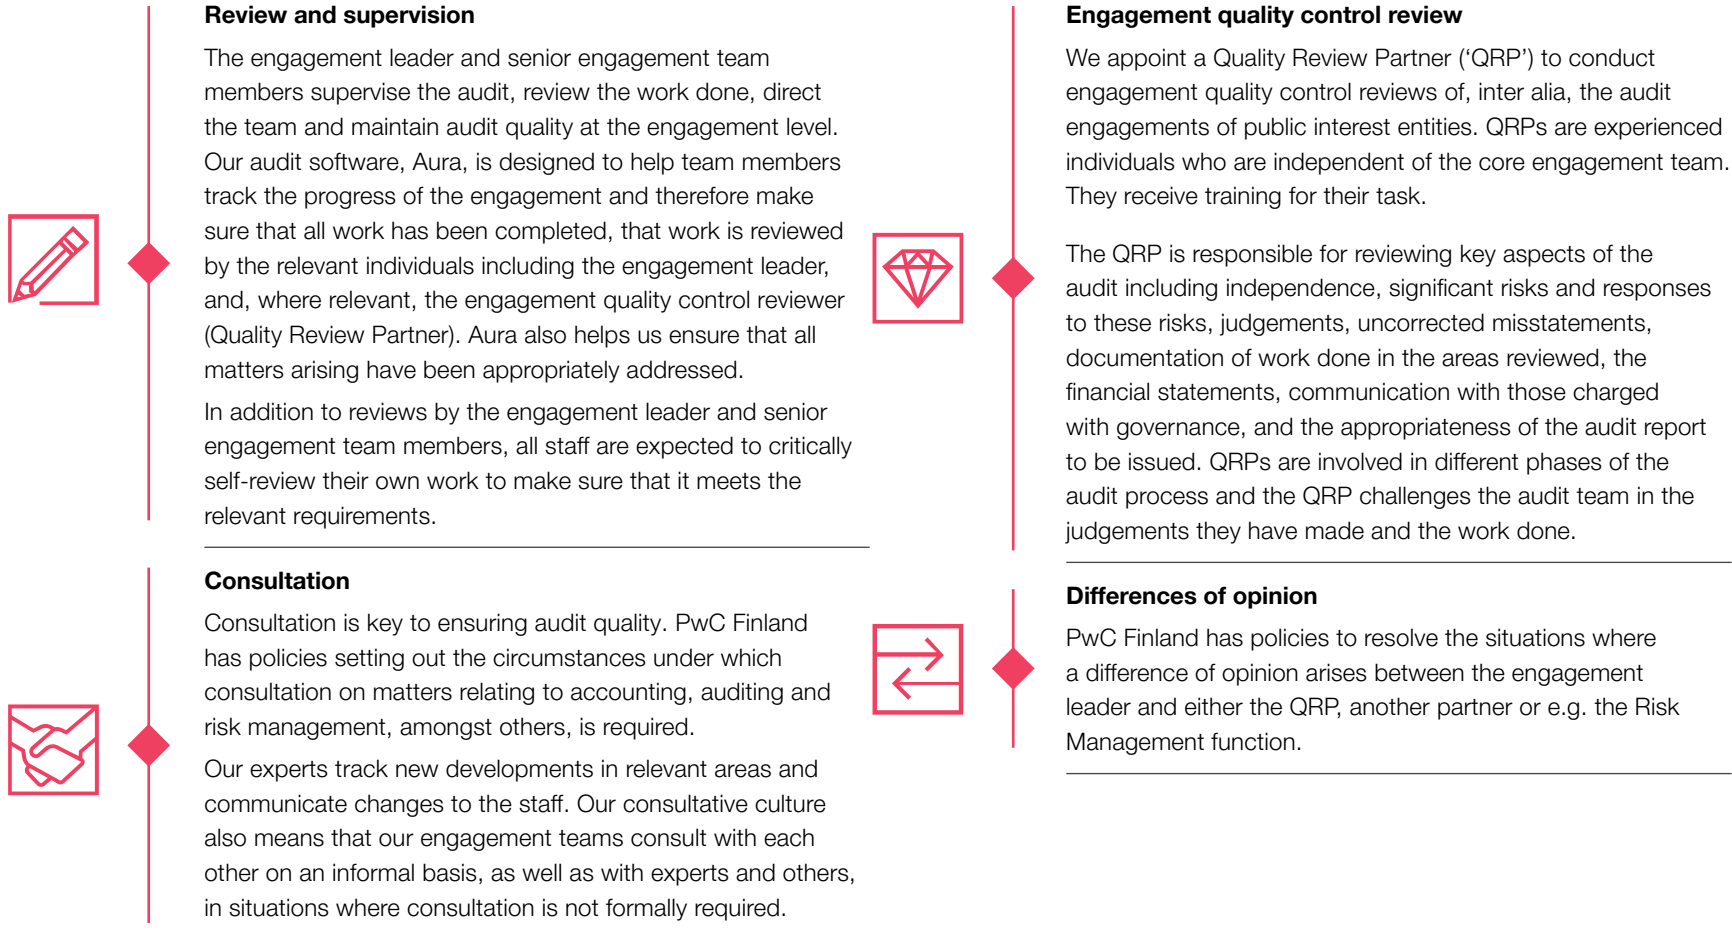 Review and supervision
The engagement leader and senior engagement team
members supervise the audit, review the work done, direct
the team and maintain audit quality at the engagement level.
Our audit software, Aura, is designed to help team members
track the progress of the engagement and therefore make
sure that all work has been completed, that work is reviewed
by the relevant individuals including the engagement leader,
and, where relevant, the engagement quality control reviewer
(Quality Review Partner). Aura also helps us ensure that all
matters arising have been appropriately addressed.
In addition to reviews by the engagement leader and senior
engagement team members, all staff are expected to critically
self-review their own work to make sure that it meets the
relevant requirements.
Consultation
Consultation is key to ensuring audit quality. PwC Finland
has policies setting out the circumstances under which
consultation on matters relating to accounting, auditing and
risk management, amongst others, is required.
Our experts track new developments in relevant areas and
communicate changes to the staff. Our consultative culture
also means that our engagement teams consult with each
other on an informal basis, as well as with experts and others,
in situations where consultation is not formally required.
Engagement quality control review
We appoint a Quality Review Partner (‘QRP’) to conduct
engagement quality control reviews of, inter alia, the audit
engagements of public interest entities. QRPs are experienced
individuals who are independent of the core engagement team.
They receive training for their task.
The QRP is responsible for reviewing key aspects of the
audit including independence, significant risks and responses
to these risks, judgements, uncorrected misstatements,
documentation of work done in the areas reviewed, the
financial statements, communication with those charged
with governance, and the appropriateness of the audit report
to be issued. QRPs are involved in different phases of the
audit process and the QRP challenges the audit team in the
judgements they have made and the work done.
Differences of opinion
PwC Finland has policies to resolve the situations where
a difference of opinion arises between the engagement
leader and either the QRP, another partner or e.g. the Risk
Management function.